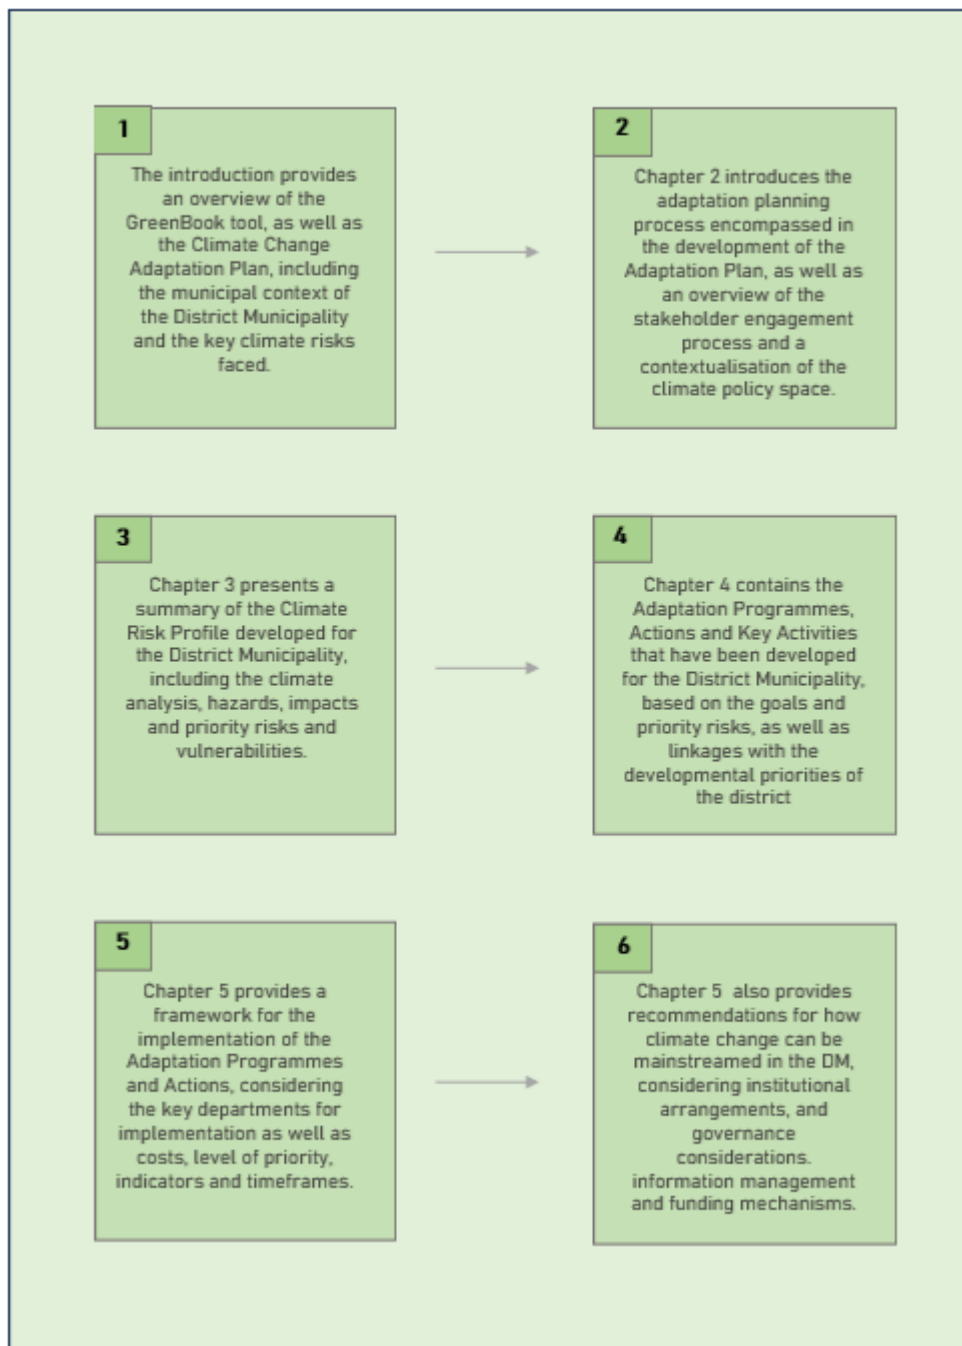 1
The introduction provides
an overview of the
GreenBook tool, as well as
the Climate Change
Adaptation Plan, including
the municipal context of
the District Municipality
and the key climate risks
faced.
2
Chapter 2 introduces the
adaptation planning
process encompassed in
the development of the
Adaptation Plan, as well as
an overview of the
stakeholder engagement
process and a
contextualisation of the
climate policy space.
3
Chapter 3 presents a
summary of the Climate
Risk Profile developed for
the District Municipality,
including the climate
analysis, hazards, impacts
and priority risks and
vulnerabilities.
4
Chapter 4 contains the
Adaptation Programmes,
Actions and Key Activities
that have been developed
for the District Municipality,
based on the goals and
priority risks, as well as
linkages with the
developmental priorities of
the district
5
Chapter 5 provides a
framework for the
implementation of the
Adaptation Programmes
and Actions, considering
the key departments for
implementation as well as
costs, level of priority,
indicators and timeframes.
6
Chapter 5  also provides
recommendations for how
climate change can be
mainstreamed in the DM,
considering institutional
arrangements, and
governance
considerations.
information management
and funding mechanisms.